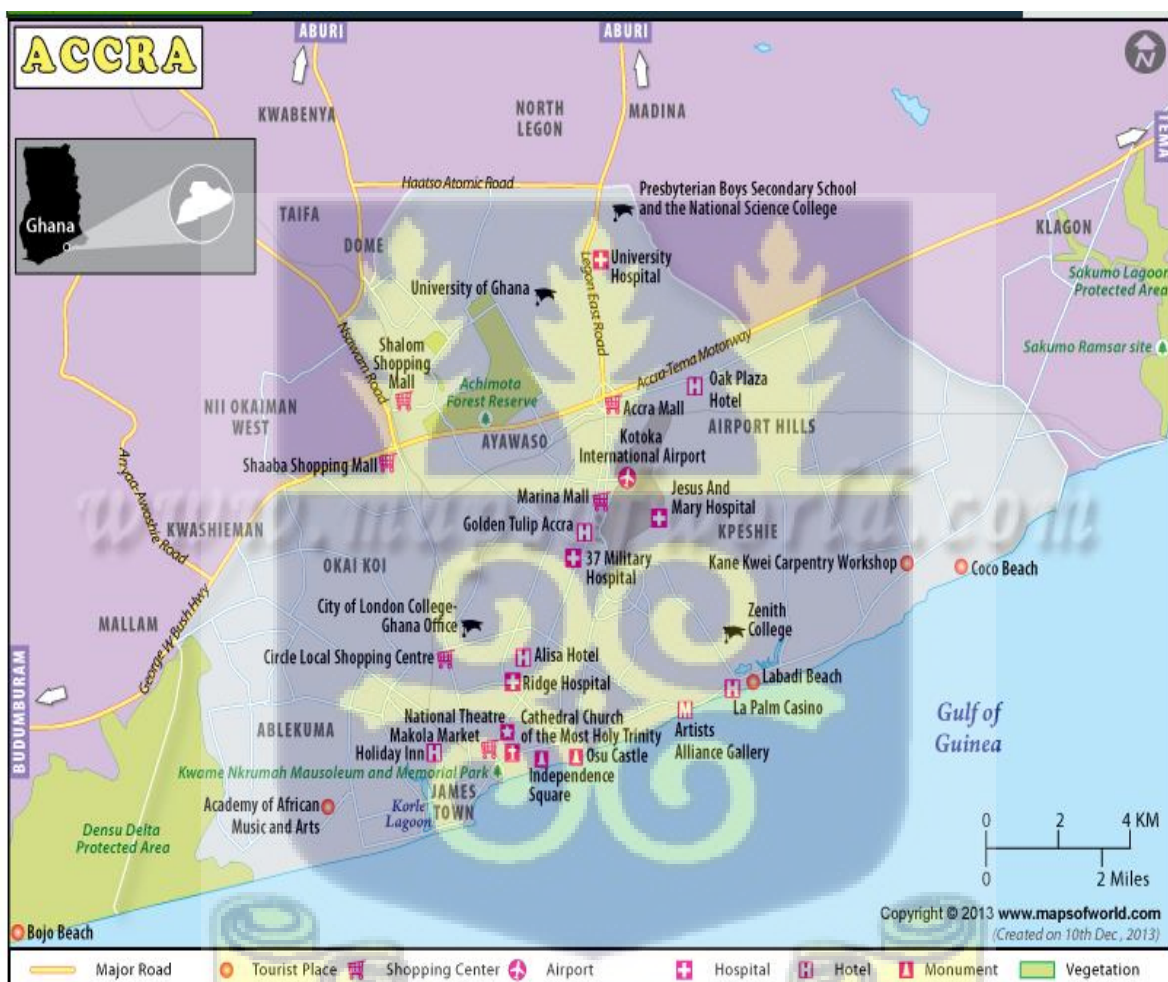 ABURI
ABURI
ACCRA
N
KWABENYA
NORTH
LEGON
MADINA
TEMA
Haatso Atomic Road
Presbyterian Boys Secondary School
and the National Science College
Ghana
TAIFA
DOME
KLAGON
University
Hospital
Legon East Road
University of Ghana
Sakumo Lagoon
Protected Area
Nsawam Road
Shalom
Shopping
Mall
Accra-Tema Motorway
Sakumo Ramsar site
Achimota
Forest Reserve
Oak Plaza
Hotel
NII OKAIMAN
WEST
Accra Mall
AYAWASO
AIRPORT HILLS
Kotoka
International Airport
Shaaba Shopping Mall
Marina Mall
Jesus And
Mary Hospital
www.mapsofworld.com
KWASHIEMAN
Golden Tulip Accra
KPESHIE
37 Military
Hospital
OKAI KOI
Kane Kwei Carpentry Workshop
Coco Beach
City of London College-
Ghana Office
Zenith
College
MALLAM
George W Bush Hwy
Circle Local Shopping Centre
Alisa Hotel
Ridge Hospital
Labadi Beach
La Palm Casino
BUDUMBURAM
ABLEKUMA
National Theatre
Makola Market
Cathedral Church
of the Most Holy Trinity
Artists
Alliance Gallery
Gulf of
Guinea
Holiday Inn
Osu Castle
Kwame Nkrumah Mausoleum and Memorial Park
Independence
Square
JAMES
TOWN
Korle
Lagoon
Academy of African
Music and Arts
Densu Delta
Protected Area
0 2 4 KM
0 2 Miles
Bojo Beach
Copyright © 2013 www.mapsofworld.com
(Created on 10th Dec, 2013)
Major Road Tourist Place Shopping Center Airport Hospital Hotel Monument Vegetation